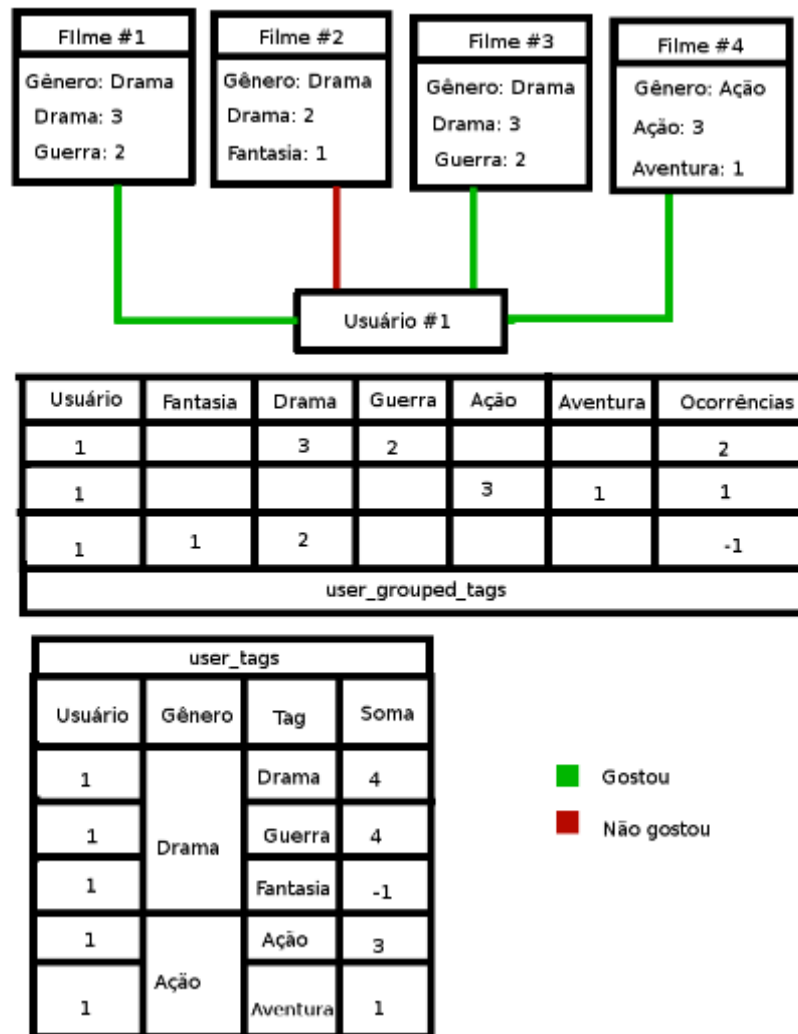 FIlme #1
Gênero: Drama
Drama: 3
Guerra: 2
Filme #2
Gênero: Drama
Drama: 2
Fantasia: 1
Filme #3
Gênero: Drama
Drama: 3
Guerra: 2
Filme #4
Gênero: Ação
Ação: 3
Aventura: 1
Usuário #1
Usuário Fantasia Drama Guerra Ação Aventura Ocorrências
1 3 2 2
1 3 1 1
1 1 2 -1
user_grouped_tags
user_tags
Usuário Gênero Tag Soma
1 Drama 4
1 Guerra 4
Drama
1 Fantasia -1
1 Ação 3
Ação
1 Aventura 1
Gostou
Não gostou